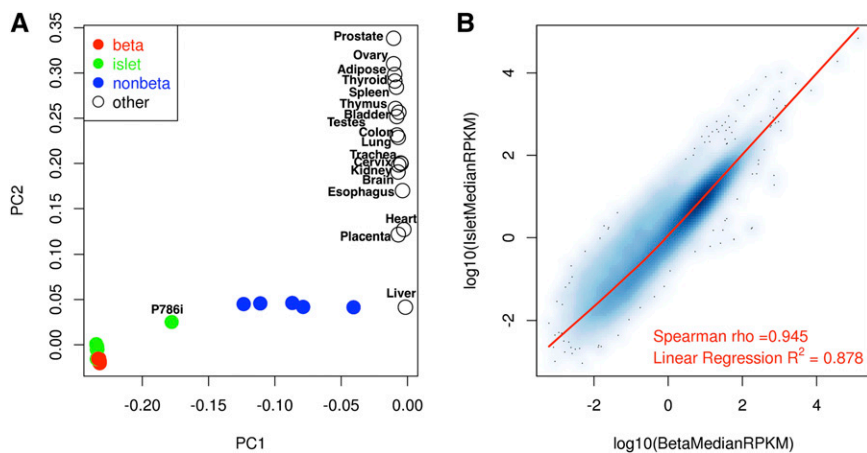 A
beta
islet
nonbeta
other
Prostate
Ovary
Adipose
Thyroid
Spleen
Thymus
Bladder
Testes
Colon
Lung
Trachea
Cervix
Kidney
Brain
Esophagus
Heart
Placenta
Liver
P786i
PC2
0.35
0.30
0.25
0.20
0.15
0.10
0.05
0.00
-0.20
-0.15
-0.10
-0.05
0.00
PC1
B
log10(IsletMedianRPKM)
4
2
0
-2
Spearman rho =0.945
Linear Regression R² = 0.878
-2
0
2
4
log10(BetaMedianRPKM)